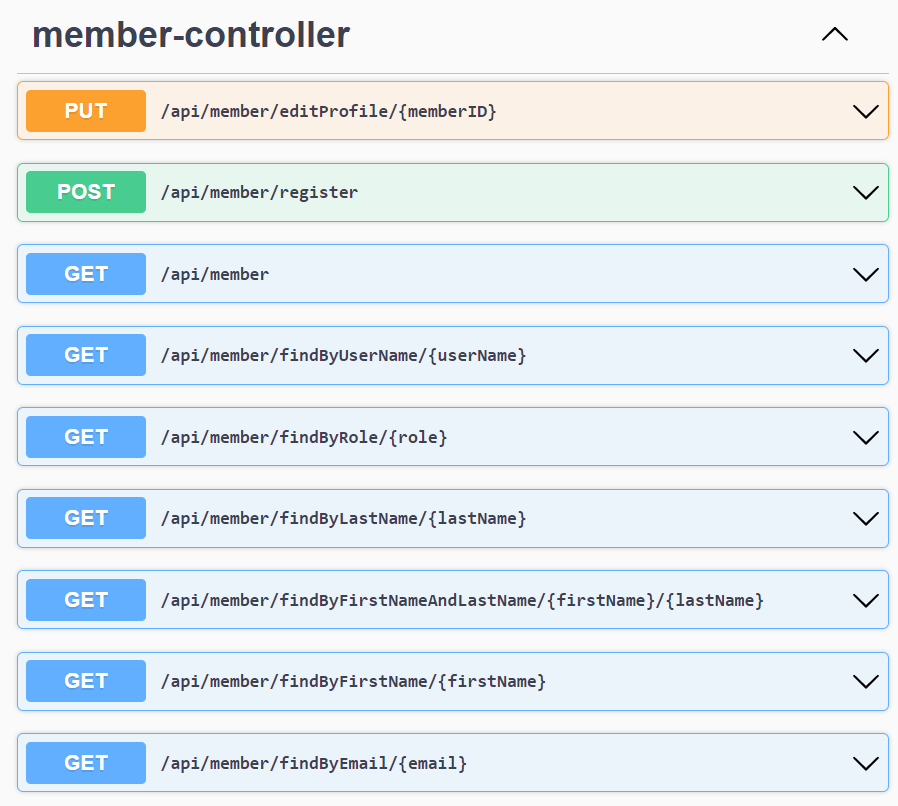 member-controller
PUT /api/member/editProfile/{memberID}
POST /api/member/register
GET /api/member
GET /api/member/findByUserName/{userName}
GET /api/member/findByRole/{role}
GET /api/member/findByLastName/{lastName}
GET /api/member/findByFirstNameAndLastName/{firstName}/{lastName}
GET /api/member/findByFirstName/{firstName}
GET /api/member/findByEmail/{email}